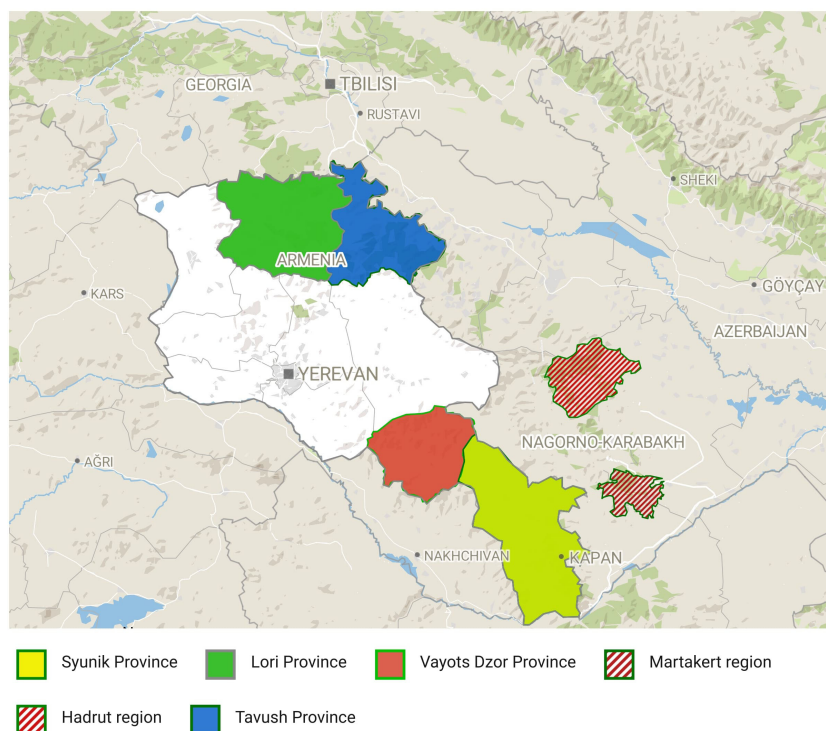 GEORGIA
TBILISI
RUSTAVI
SHEKI
ARMENIA
KARS
GÖYÇAY
AZERBAIJAN
YEREVAN
NAGORNO-KARABAKH
AĞRI
NAKHCHIVAN
KAPAN
Syunik Province
Lori Province
Vayots Dzor Province
Martakert region
Hadrut region
Tavush Province